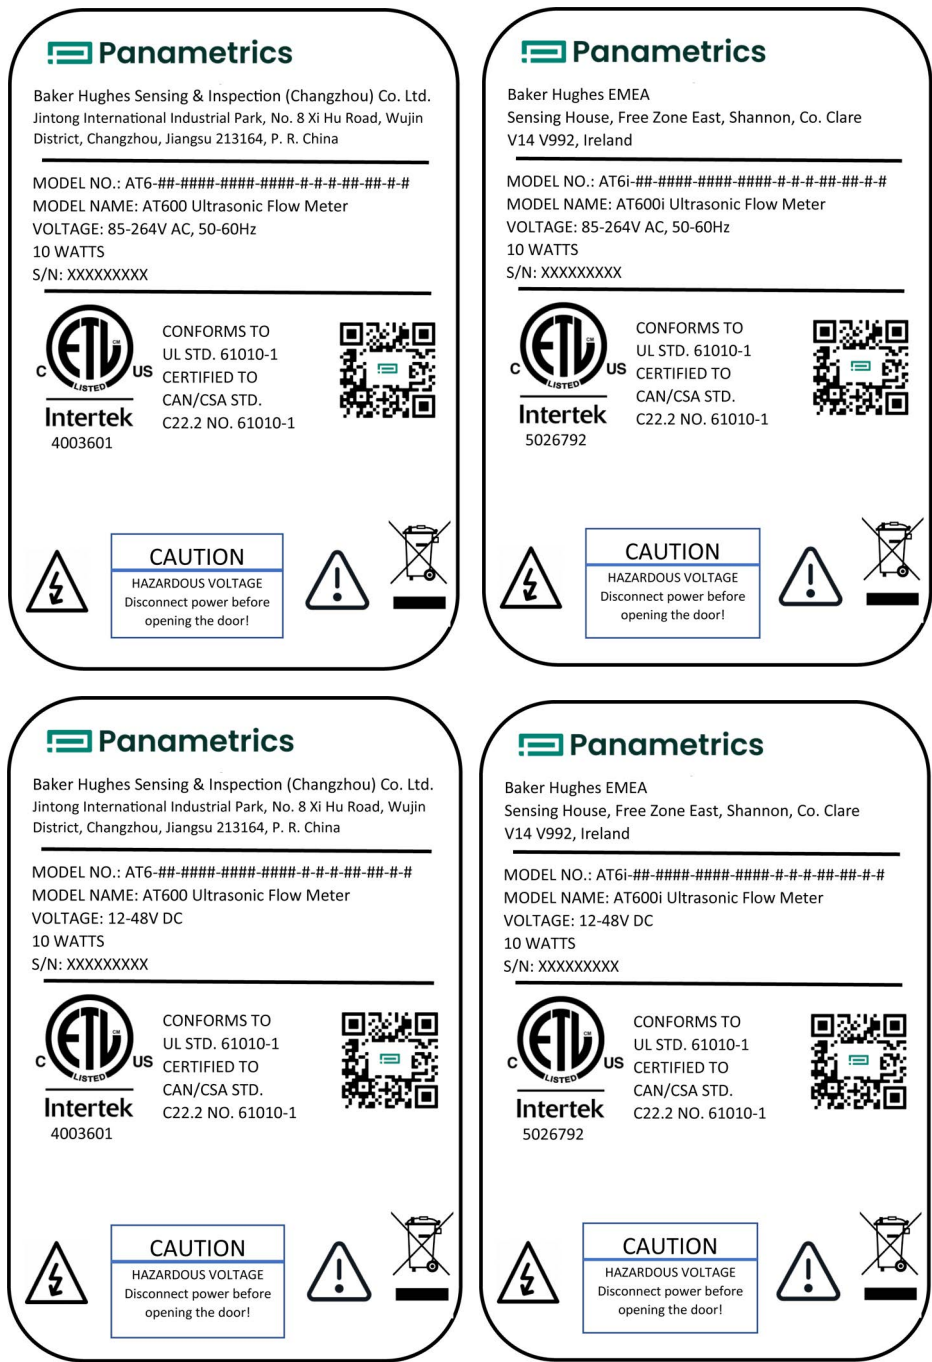 Panametrics
Baker Hughes Sensing & Inspection (Changzhou) Co. Ltd.
Jintong International Industrial Park, No. 8 Xi Hu Road, Wujin
District, Changzhou, Jiangsu 213164, P. R. China
MODEL NO.: AT6-##-####-####-####-#-#-#-##-##-#-#
MODEL NAME: AT600 Ultrasonic Flow Meter
VOLTAGE: 85-264V AC, 50-60Hz
10 WATTS
S/N: XXXXXXXXX
ETL CM
LISTED
C US
Intertek
4003601
CONFORMS TO
UL STD. 61010-1
CERTIFIED TO
CAN/CSA STD.
C22.2 NO. 61010-1
CAUTION
HAZARDOUS VOLTAGE
Disconnect power before
opening the door!
Panametrics
Baker Hughes EMEA
Sensing House, Free Zone East, Shannon, Co. Clare
V14 V992, Ireland
MODEL NO.: AT6i-##-####-####-####-#-#-#-##-##-#-#
MODEL NAME: AT600i Ultrasonic Flow Meter
VOLTAGE: 85-264V AC, 50-60Hz
10 WATTS
S/N: XXXXXXXXX
ETL CM
LISTED
C US
Intertek
5026792
CONFORMS TO
UL STD. 61010-1
CERTIFIED TO
CAN/CSA STD.
C22.2 NO. 61010-1
CAUTION
HAZARDOUS VOLTAGE
Disconnect power before
opening the door!
Panametrics
Baker Hughes Sensing & Inspection (Changzhou) Co. Ltd.
Jintong International Industrial Park, No. 8 Xi Hu Road, Wujin
District, Changzhou, Jiangsu 213164, P. R. China
MODEL NO.: AT6-##-####-####-####-#-#-#-##-##-#-#
MODEL NAME: AT600 Ultrasonic Flow Meter
VOLTAGE: 12-48V DC
10 WATTS
S/N: XXXXXXXXX
ETL CM
LISTED
C US
Intertek
4003601
CONFORMS TO
UL STD. 61010-1
CERTIFIED TO
CAN/CSA STD.
C22.2 NO. 61010-1
CAUTION
HAZARDOUS VOLTAGE
Disconnect power before
opening the door!
Panametrics
Baker Hughes EMEA
Sensing House, Free Zone East, Shannon, Co. Clare
V14 V992, Ireland
MODEL NO.: AT6i-##-####-####-####-#-#-#-##-##-#-#
MODEL NAME: AT600i Ultrasonic Flow Meter
VOLTAGE: 12-48V DC
10 WATTS
S/N: XXXXXXXXX
ETL CM
LISTED
C US
Intertek
5026792
CONFORMS TO
UL STD. 61010-1
CERTIFIED TO
CAN/CSA STD.
C22.2 NO. 61010-1
CAUTION
HAZARDOUS VOLTAGE
Disconnect power before
opening the door!